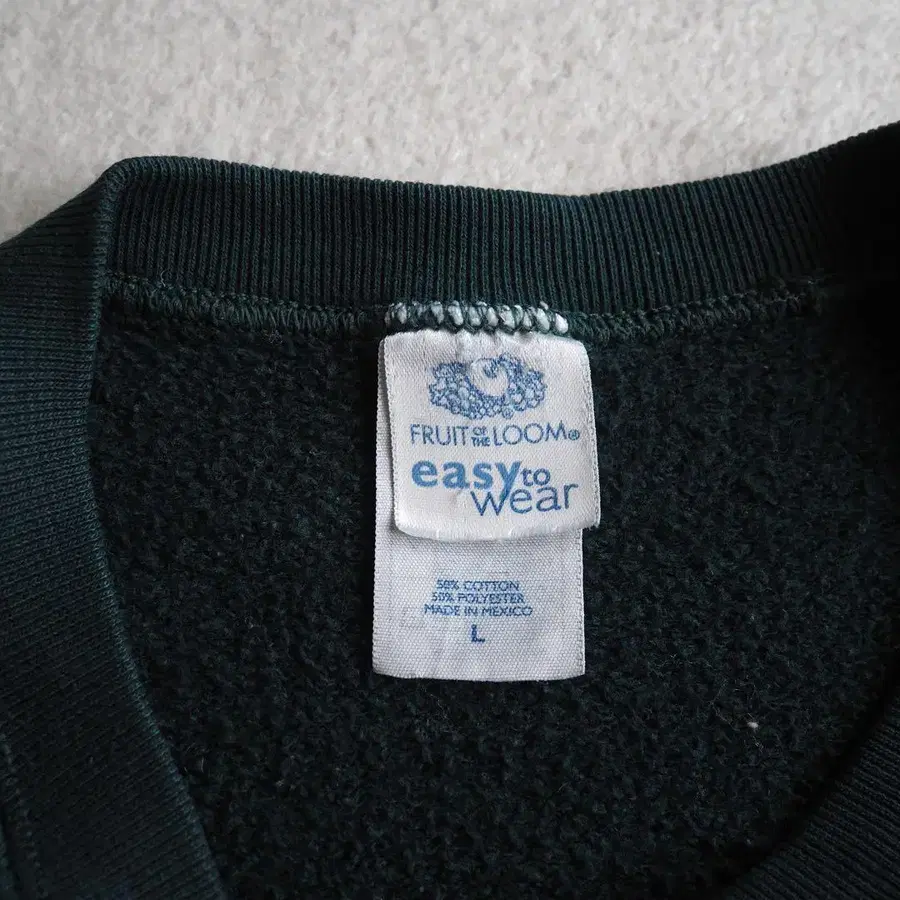 FRUIT OF THE LOOM®
easy to
wear
50% COTTON
50% POLYESTER
MADE IN MEXICO
L